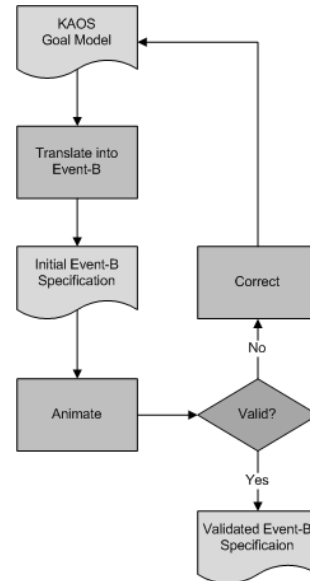 KAOS
Goal Model
Translate into
Event-B
Initial Event-B
Specification
Correct
No
Animate
Valid?
Yes
Validated Event-B
Specificaion